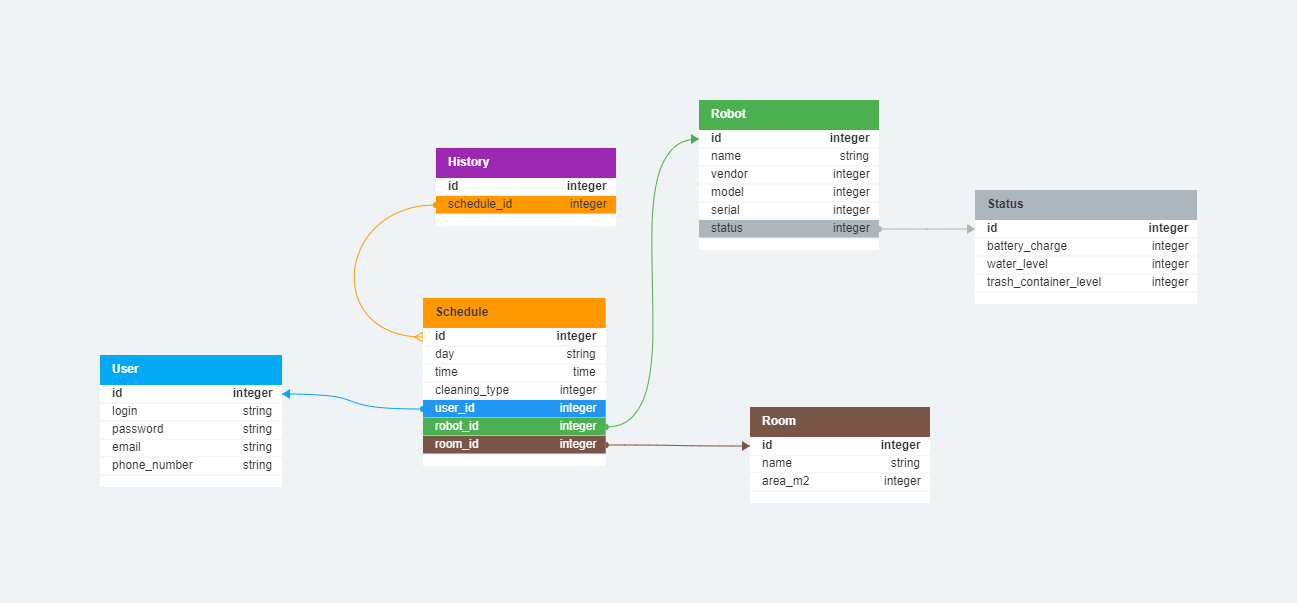 Robot
id integer
name string
vendor integer
model integer
serial integer
status integer
History
id integer
schedule_id integer
Status
id integer
battery_charge integer
water_level integer
trash_container_level integer
Schedule
id integer
day string
time time
cleaning_type integer
user_id integer
robot_id integer
room_id integer
User
id integer
login string
password string
email string
phone_number string
Room
id integer
name string
area_m2 integer